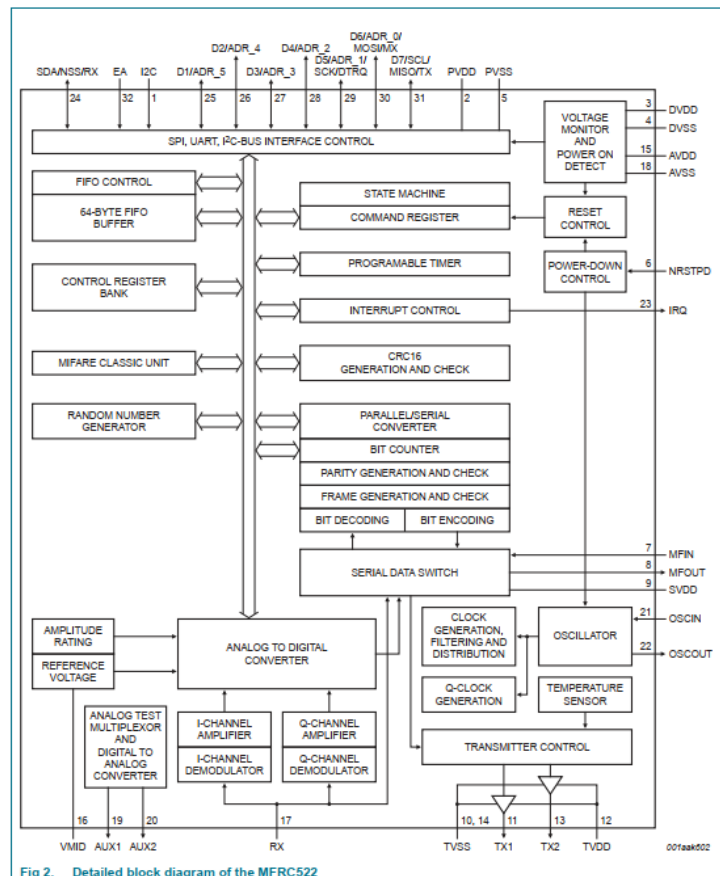 D6/ADR_0/
D2/ADR_4 D4/ADR_2 MOSI/MX
D5/ADR_1/ D7/SCL/
SDA/NSS/RX EA I2C D1/ADR_5 D3/ADR_3 SCK/DTRQ MISO/TX PVDD PVSS
24 32 1 25 26 27 28 29 30 31 2 5
3 DVDD
VOLTAGE
MONITOR
AND
POWER ON
DETECT
4 DVSS
15 AVDD
18 AVSS
SPI, UART, I2C-BUS INTERFACE CONTROL
FIFO CONTROL
64-BYTE FIFO
BUFFER
STATE MACHINE
COMMAND REGISTER
RESET
CONTROL
CONTROL REGISTER
BANK
PROGRAMABLE TIMER
POWER-DOWN
CONTROL
6 NRSTPD
INTERRUPT CONTROL
23 IRQ
MIFARE CLASSIC UNIT
CRC16
GENERATION AND CHECK
RANDOM NUMBER
GENERATOR
PARALLEL/SERIAL
CONVERTER
BIT COUNTER
PARITY GENERATION AND CHECK
FRAME GENERATION AND CHECK
BIT DECODING BIT ENCODING
SERIAL DATA SWITCH
7 MFIN
8 MFOUT
9 SVDD
AMPLITUDE
RATING
REFERENCE
VOLTAGE
ANALOG TO DIGITAL
CONVERTER
CLOCK
GENERATION,
FILTERING AND
DISTRIBUTION
OSCILLATOR
21 OSCIN
22 OSCOUT
Q-CLOCK
GENERATION
TEMPERATURE
SENSOR
ANALOG TEST
MULTIPLEXOR
AND
DIGITAL TO
ANALOG
CONVERTER
I-CHANNEL
AMPLIFIER
Q-CHANNEL
AMPLIFIER
I-CHANNEL
DEMODULATOR
Q-CHANNEL
DEMODULATOR
TRANSMITTER CONTROL
16 19 20 17 10, 14 11 13 12
VMID AUX1 AUX2 RX TVSS TX1 TX2 TVDD
001aak602
Fig 2. Detailed block diagram of the MFRC522